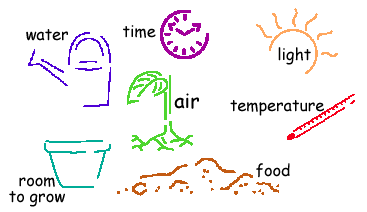 time
water
light
air
temperature
food
room
to grow